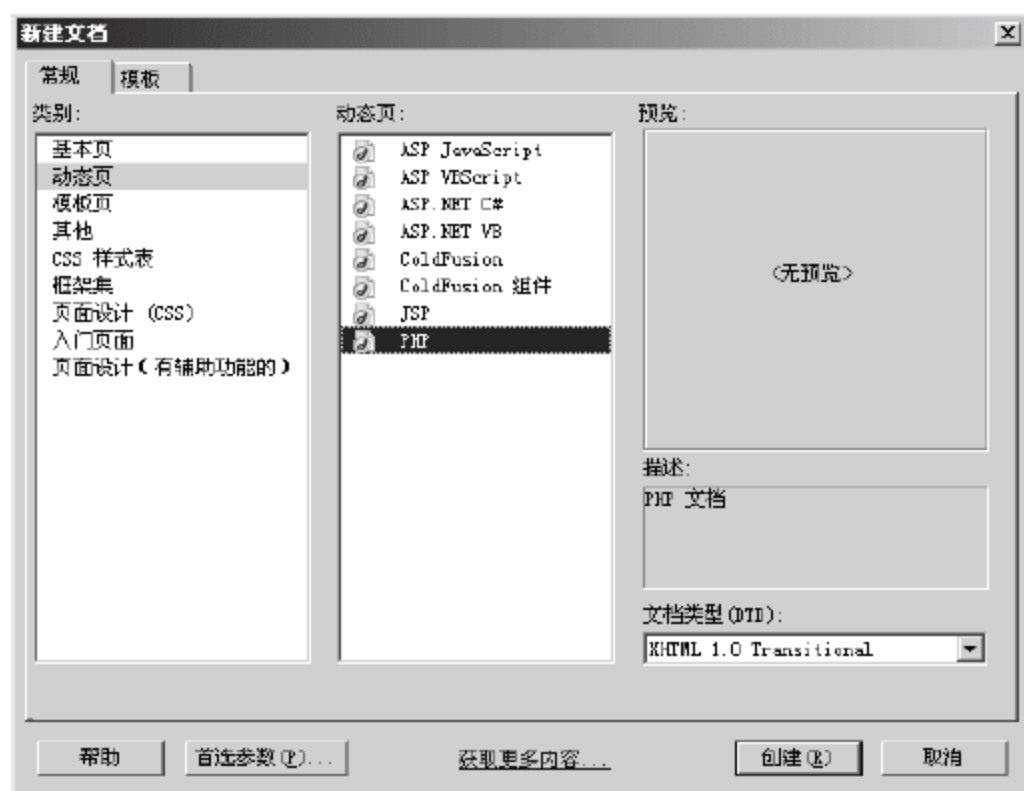 新建文档
常规
模板
类别:
基本页
动态页
模板页
其他
CSS 样式表
框架集
页面设计 (CSS)
入门页面
页面设计(有辅助功能的)
动态页:
ASP JavaScript
ASP VBScript
ASP.NET C#
ASP.NET VB
ColdFusion
ColdFusion 组件
JSP
PHP
预览:
<无预览>
描述:
PHP 文档
文档类型(DTD):
XHTML 1.0 Transitional
帮助
首选参数(P)...
获取更多内容...
创建(R)
取消